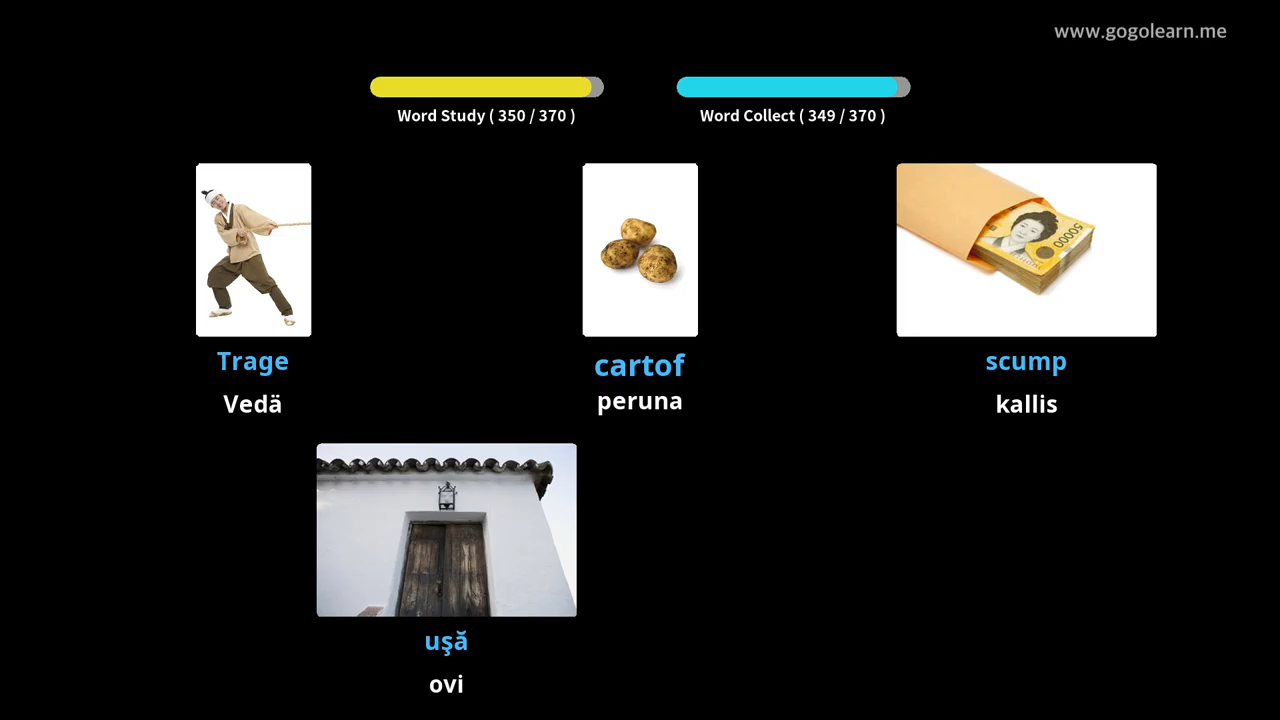 www.gogolearn.me
Word Study ( 350 / 370 )
Word Collect ( 349 / 370 )
Trage
Vedä
cartof
peruna
scump
kallis
50000
uşă
ovi